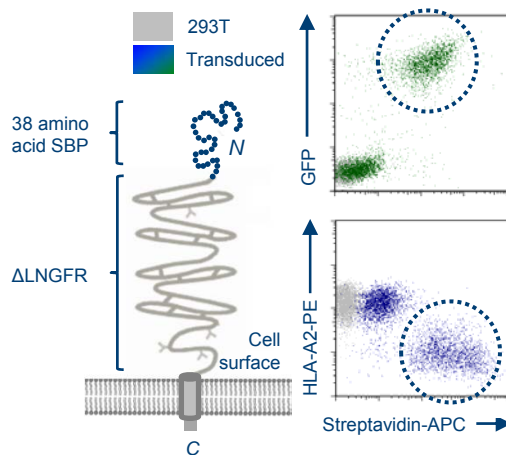 293T
Transduced
38 amino
acid SBP
N
ΔLNGFR
Cell
surface
C
GFP
HLA-A2-PE
Streptavidin-APC